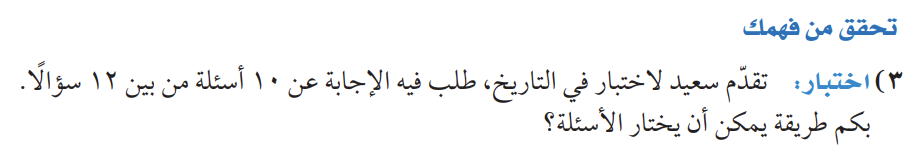 تحقق من فهمك
٣) اختبار: تقدّم سعيد لاختبار في التاريخ، طلب فيه الإجابة عن ١٠ أسئلة من بين ١٢ سؤالًا.
بكم طريقة يمكن أن يختار الأسئلة؟